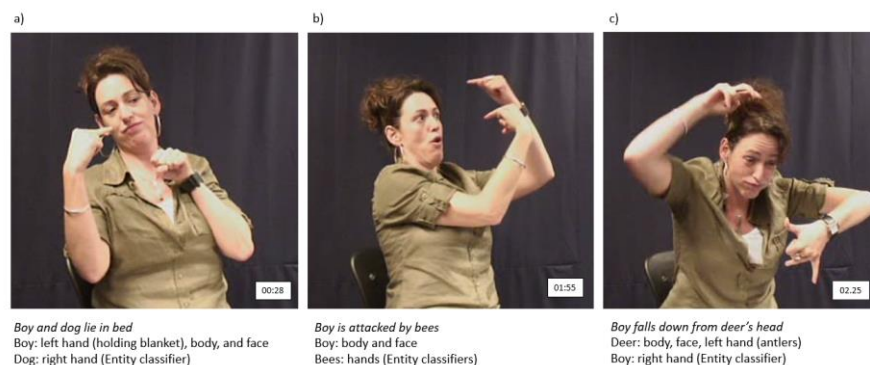 a)
b)
c)
00:28
01:55
02.25
Boy and dog lie in bed
Boy: left hand (holding blanket), body, and face
Dog: right hand (Entity classifier)
Boy is attacked by bees
Boy: body and face
Bees: hands (Entity classifiers)
Boy falls down from deer's head
Deer: body, face, left hand (antlers)
Boy: right hand (Entity classifier)